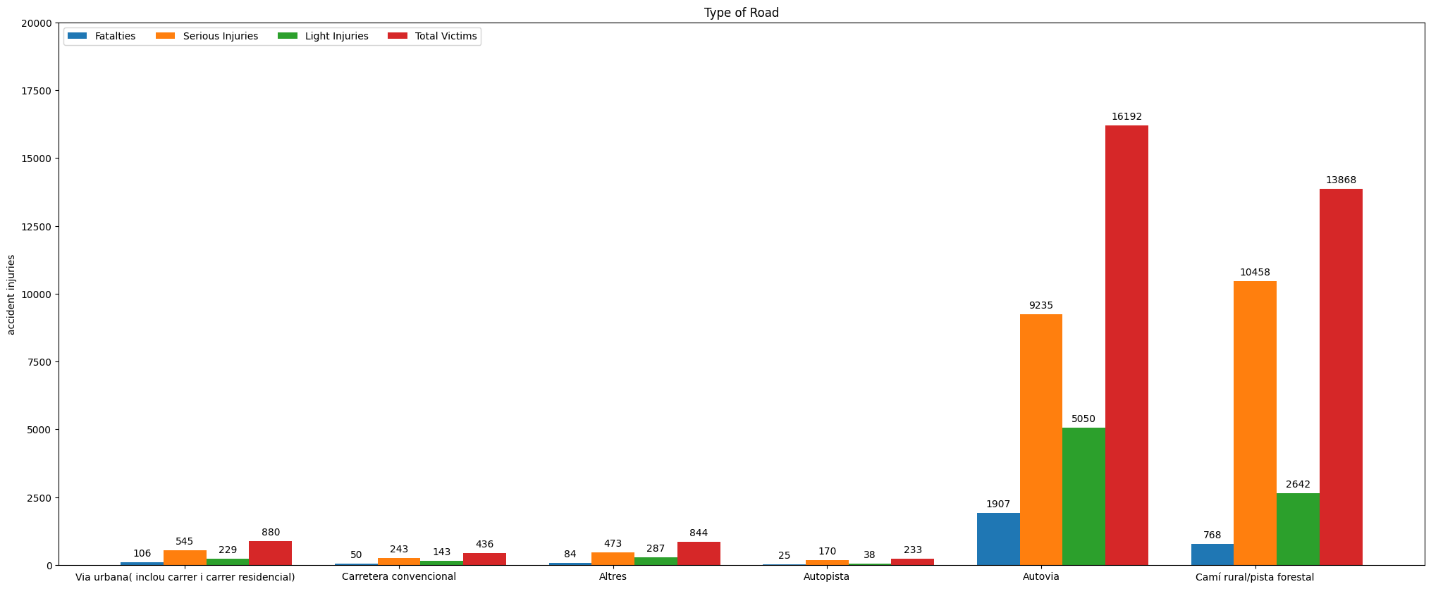 Type of Road
Fatalties Serious Injuries Light Injuries Total Victims
accident injuries
20000
17500
15000
12500
10000
7500
5000
2500
0
106 545 229 880
50 243 143 436
84 473 287 844
25 170 38 233
1907 9235 5050 16192
768 10458 2642 13868
Via urbana( inclou carrer i carrer residencial) Carretera convencional Altres Autopista Autovia Camí rural/pista forestal